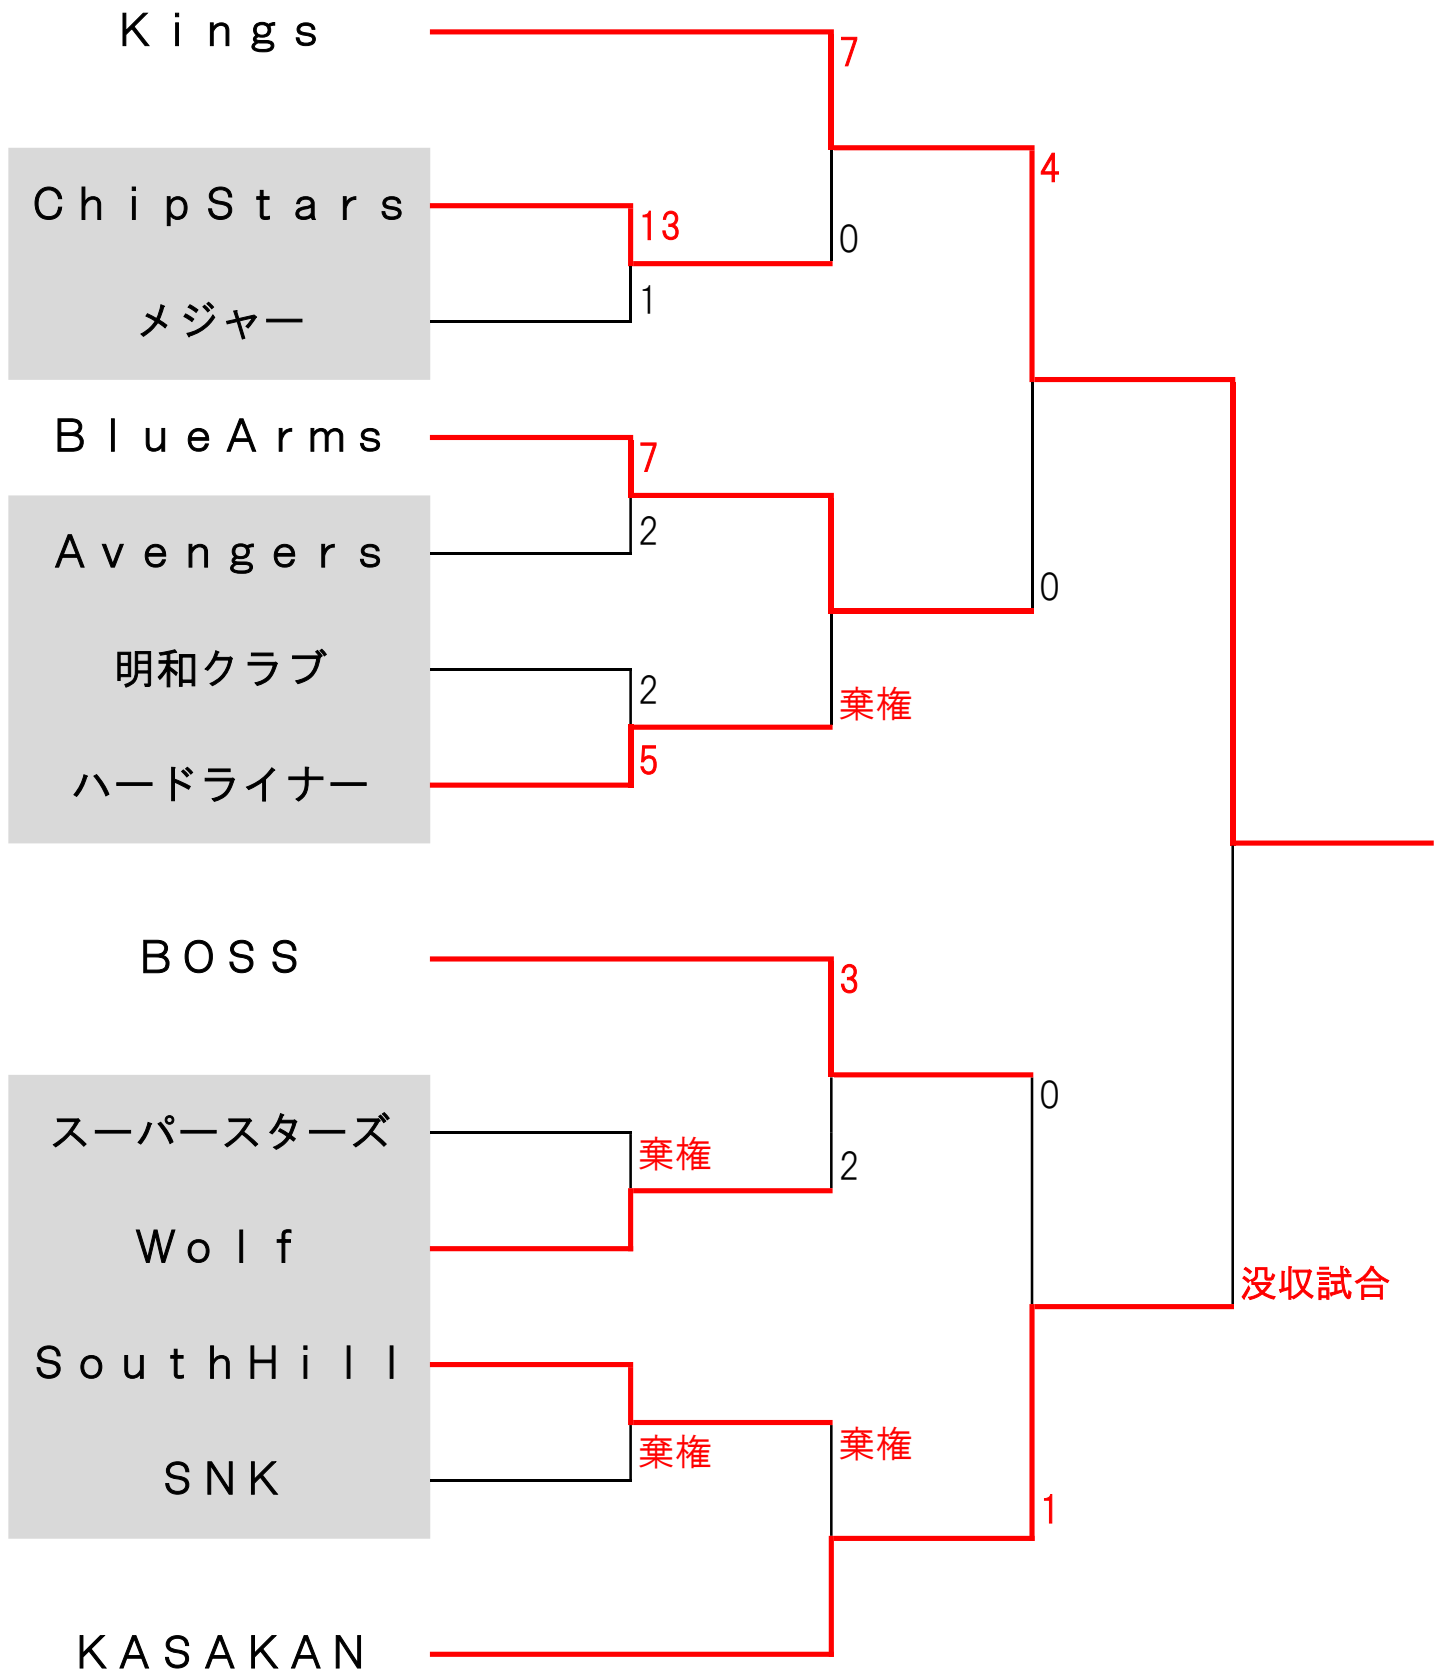 Ｋｉｎｇｓ
7
4
ＣｈｉｐＳｔａｒｓ
13
0
メジャー
1
ＢｌｕｅＡｒｍｓ
7
Ａｖｅｎｇｅｒｓ
2
0
明和クラブ
2
棄権
ハードライナー
5
ＢＯＳＳ
3
0
スーパースターズ
棄権
2
Ｗｏｌｆ
没収試合
ＳｏｕｔｈＨｉｌｌ
棄権
棄権
ＳＮＫ
1
ＫＡＳＡＫＡＮ